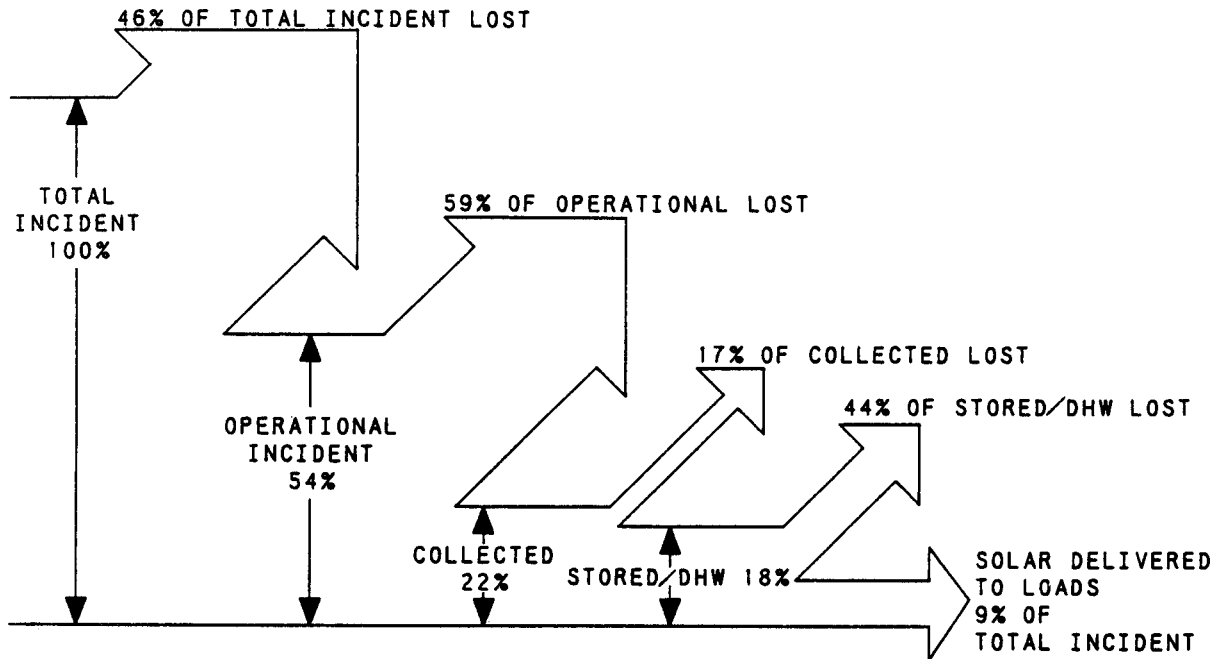 46% OF TOTAL INCIDENT LOST
TOTAL
INCIDENT
100%
59% OF OPERATIONAL LOST
OPERATIONAL
INCIDENT
54%
17% OF COLLECTED LOST
44% OF STORED/DHW LOST
COLLECTED
22%
STORED/DHW 18%
SOLAR DELIVERED
TO LOADS
9% OF
TOTAL INCIDENT